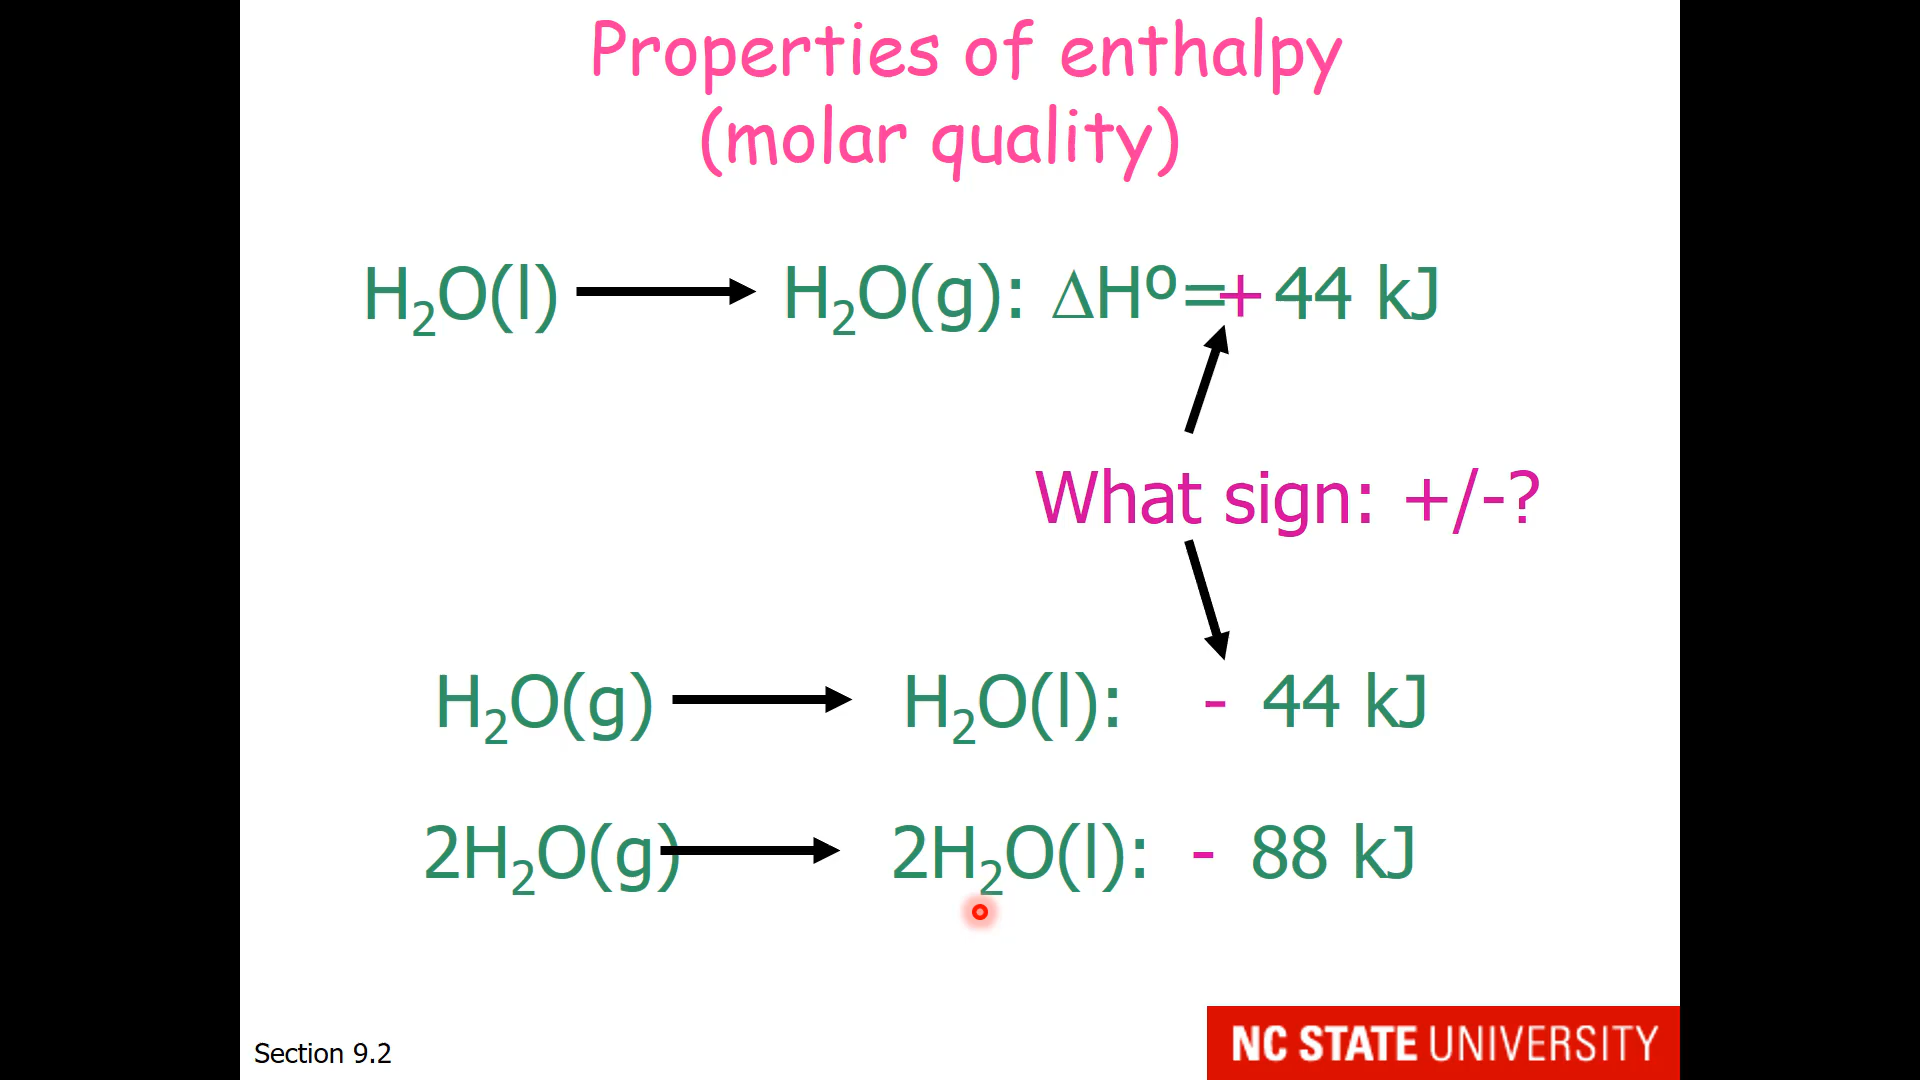 Properties of enthalpy
(molar quality)
H₂O(l) ⟶ H₂O(g): ΔHº=+ 44 kJ
What sign: +/-?
H₂O(g) ⟶ H₂O(l): - 44 kJ
2H₂O(g) ⟶ 2H₂O(l): - 88 kJ
Section 9.2
NC STATE UNIVERSITY